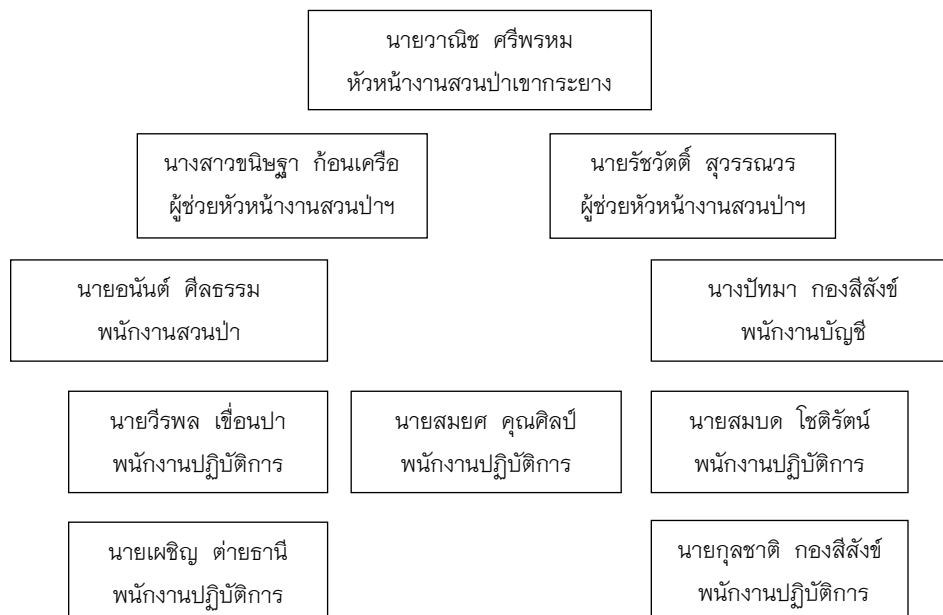 นายวาณิช ศรีพรหม
หัวหน้างานสวนป่าเขากระยาง
นางสาวขนิษฐา ก้อนเครือ
ผู้ช่วยหัวหน้างานสวนป่าฯ
นายรัชวัตติ์ สุวรรณวร
ผู้ช่วยหัวหน้างานสวนป่าฯ
นายอนันต์ ศีลธรรม
พนักงานสวนป่า
นางปัทมา กองสีสังข์
พนักงานบัญชี
นายวีรพล เขื่อนปา
พนักงานปฏิบัติการ
นายสมยศ คุณศิลป์
พนักงานปฏิบัติการ
นายสมบด โชติรัตน์
พนักงานปฏิบัติการ
นายเผชิญ ต่ายธานี
พนักงานปฏิบัติการ
นายกุลชาติ กองสีสังข์
พนักงานปฏิบัติการ